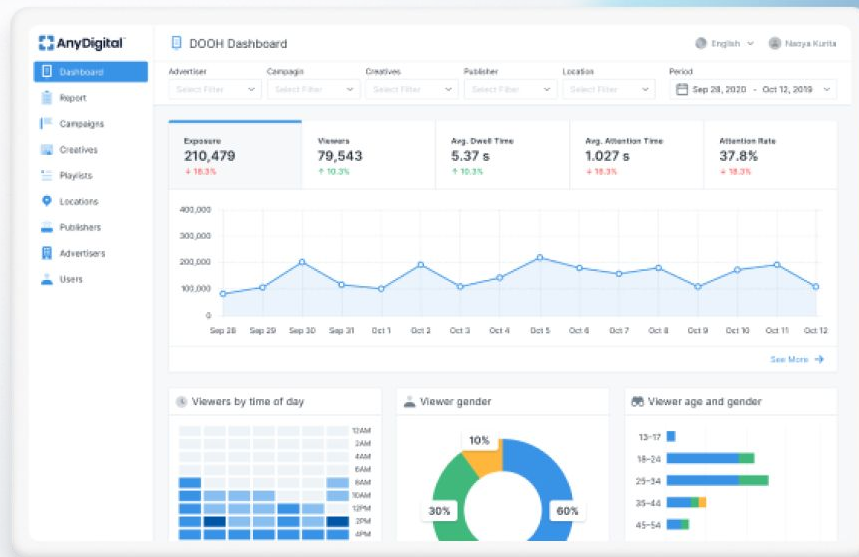 AnyDigital
DOOH Dashboard
English
Naoya Kurita
Dashboard
Report
Campaigns
Creatives
Playlists
Locations
Publishers
Advertisers
Users
Advertiser
Campagin
Creatives
Publisher
Location
Period
Select Filter
Select Filter
Select Filter
Select Filter
Select Filter
Sep 28, 2020 - Oct 12, 2019
Exposure
210,479
↓ 18.3%
Viewers
79,543
↑ 10.3%
Avg. Dwell Time
5.37 s
↑ 10.3%
Avg. Attention Time
1.027 s
↓ 18.3%
Attention Rate
37.8%
↓ 18.3%
400,000
300,000
200,000
100,000
0
Sep 28 Sep 29 Sep 30 Sep 31 Oct 1 Oct 2 Oct 3 Oct 4 Oct 5 Oct 6 Oct 7 Oct 8 Oct 9 Oct 10 Oct 11 Oct 12
See More →
Viewers by time of day
12AM
2AM
4AM
6AM
8AM
10AM
12PM
2PM
4PM
Viewer gender
10%
30%
60%
Viewer age and gender
13-17
18-24
25-34
35-44
45-54